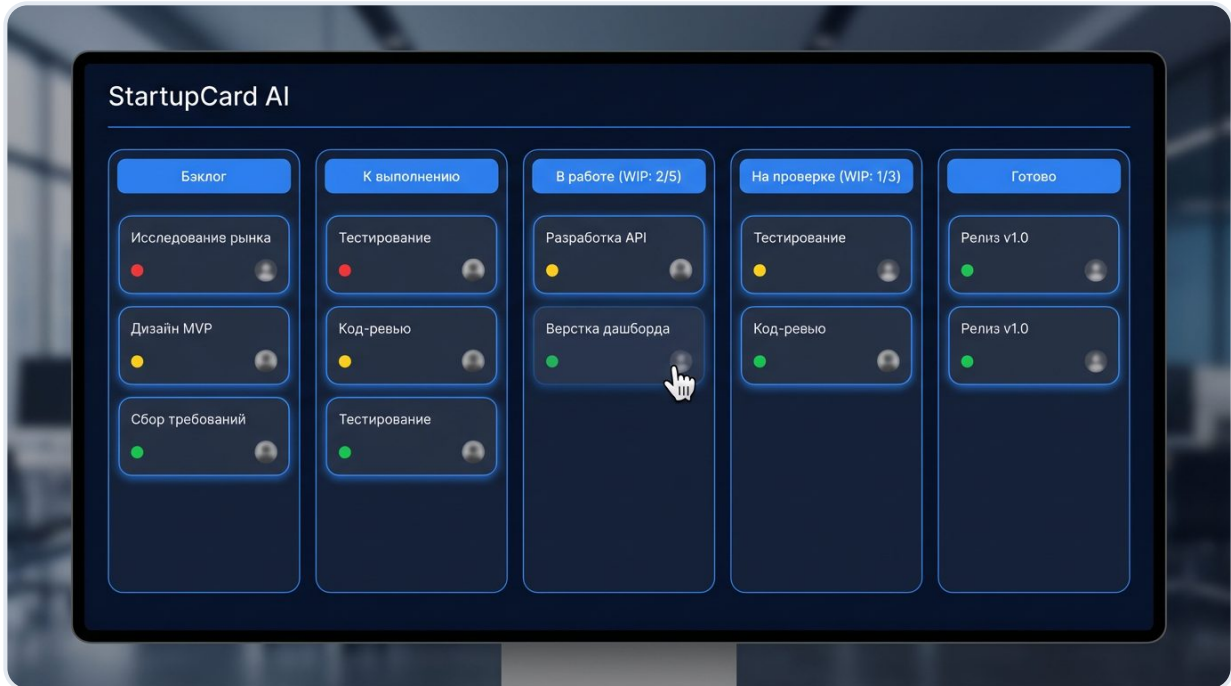 StartupCard AI
Бэклог
Исследование рынка
Дизайн MVP
Сбор требований
К выполнению
Тестирование
Код-ревью
Тестирование
В работе (WIP: 2/5)
Разработка API
Верстка дашборда
На проверке (WIP: 1/3)
Тестирование
Код-ревью
Готово
Релиз v1.0
Релиз v1.0